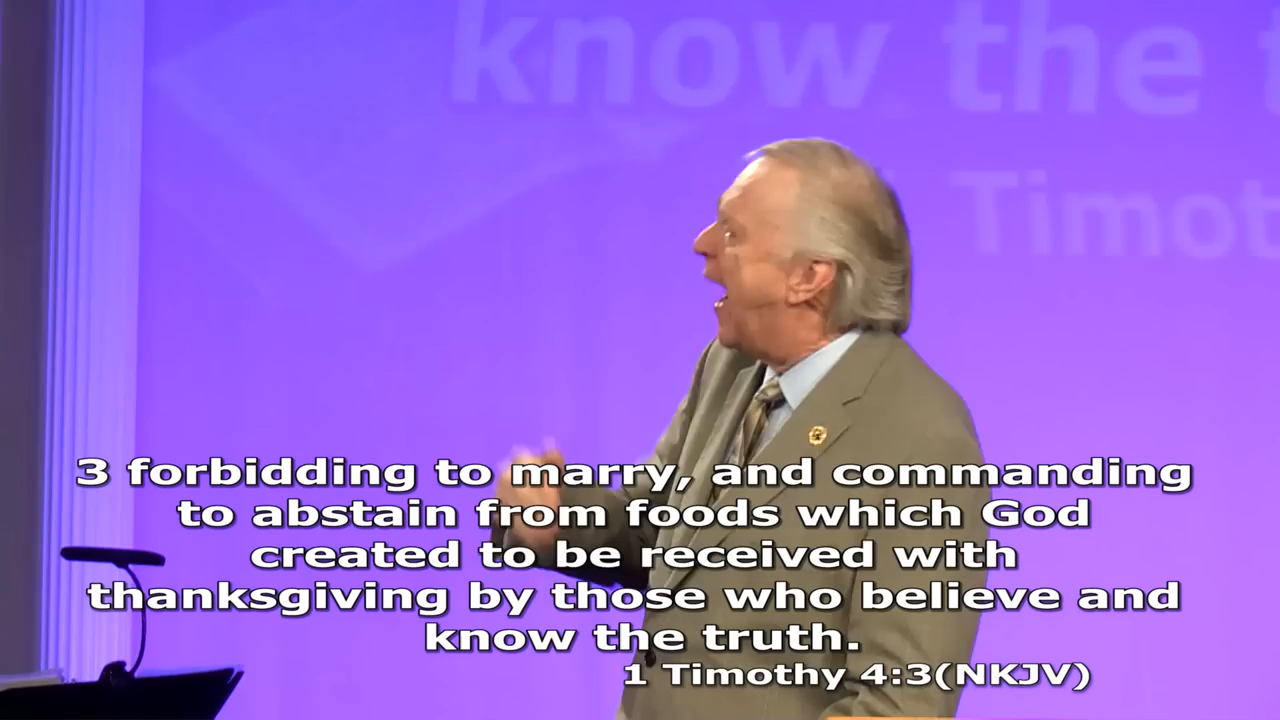 know the t
Timot
3 forbidding to marry, and commanding
to abstain from foods which God
created to be received with
thanksgiving by those who believe and
know the truth.
1 Timothy 4:3(NKJV)